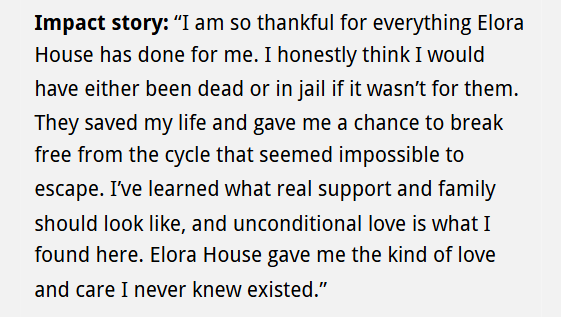 Impact story: “I am so thankful for everything Elora
House has done for me. I honestly think I would
have either been dead or in jail if it wasn’t for them.
They saved my life and gave me a chance to break
free from the cycle that seemed impossible to
escape. I’ve learned what real support and family
should look like, and unconditional love is what I
found here. Elora House gave me the kind of love
and care I never knew existed.”